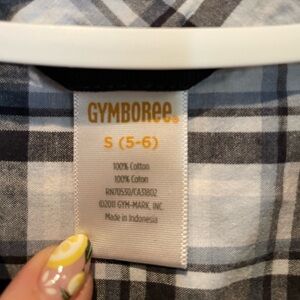 GYMBOREE®
S (5-6)
100% Cotton
100% Coton
RN70530/CA31802
©2011 GYM-MARK, INC.
Made in Indonesia